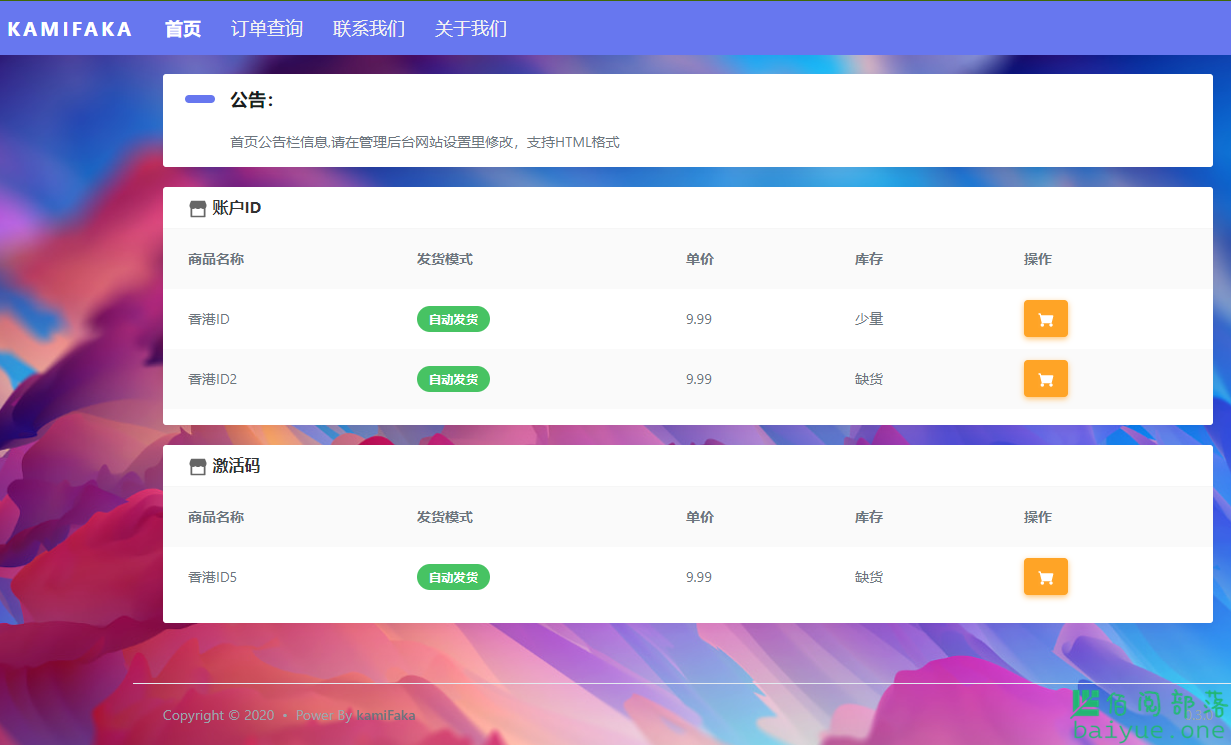 KAMIFAKA 首页 订单查询 联系我们 关于我们
公告：
首页公告栏信息,请在管理后台网站设置里修改，支持HTML格式
账户ID
商品名称 发货模式 单价 库存 操作
香港ID 自动发货 9.99 少量
香港ID2 自动发货 9.99 缺货
激活码
商品名称 发货模式 单价 库存 操作
香港ID5 自动发货 9.99 缺货
Copyright © 2020 • Power By kamiFaka
部落
baiyue.one